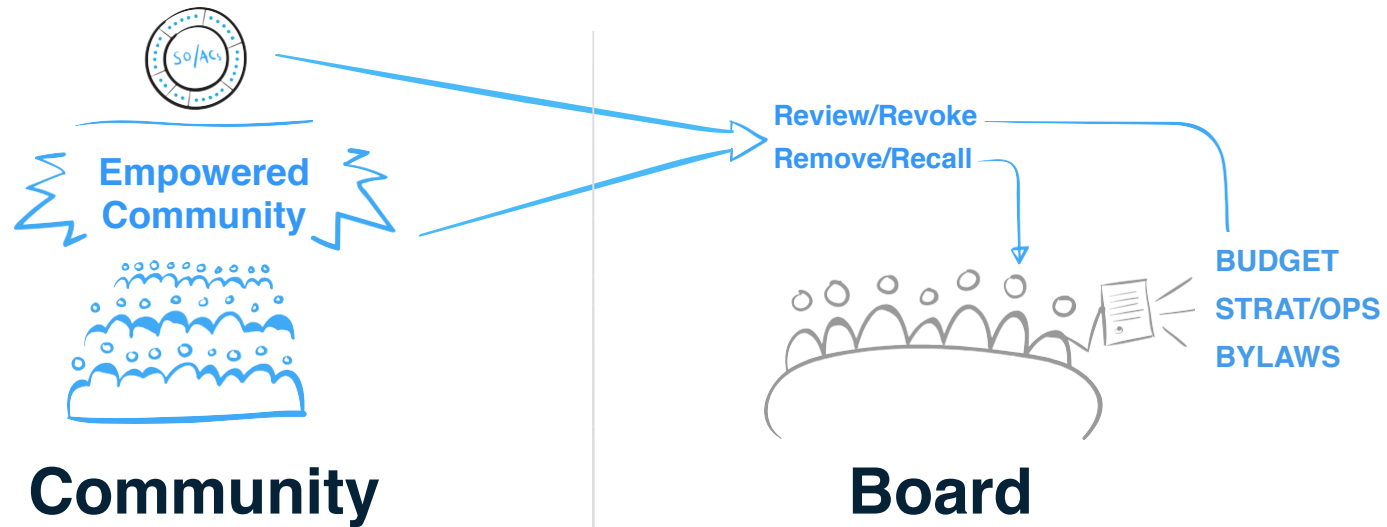 SO/ACs
Empowered
Community
Community
Review/Revoke
Remove/Recall
BUDGET
STRAT/OPS
BYLAWS
Board